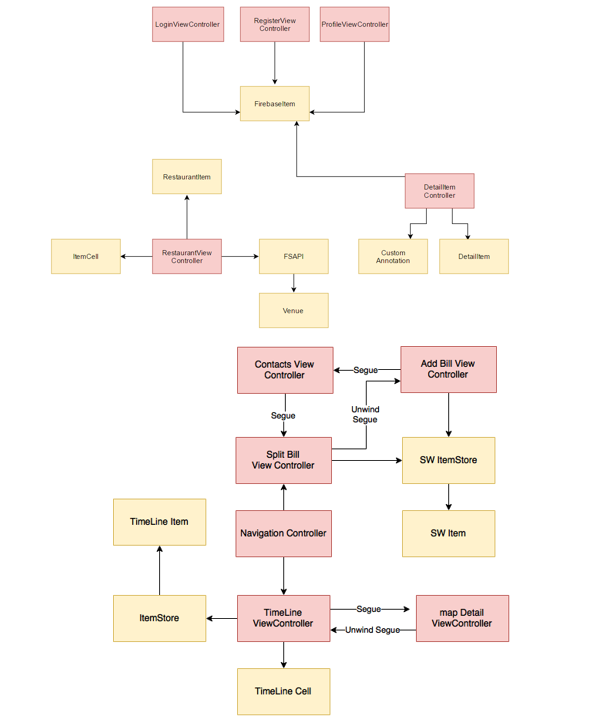 LoginViewController
RegisterView
Controller
ProfileViewController
FirebaseItem
RestaurantItem
DetailItem
Controller
ItemCell
RestaurantView
Controller
FSAPI
Custom
Annotation
DetailItem
Venue
Contacts View
Controller
Segue
Add Bill View
Controller
Segue
Unwind
Segue
Split Bill
View Controller
SW ItemStore
TimeLine Item
Navigation Controller
SW Item
ItemStore
TimeLine
ViewController
Segue
Unwind Segue
map Detail
ViewController
TimeLine Cell